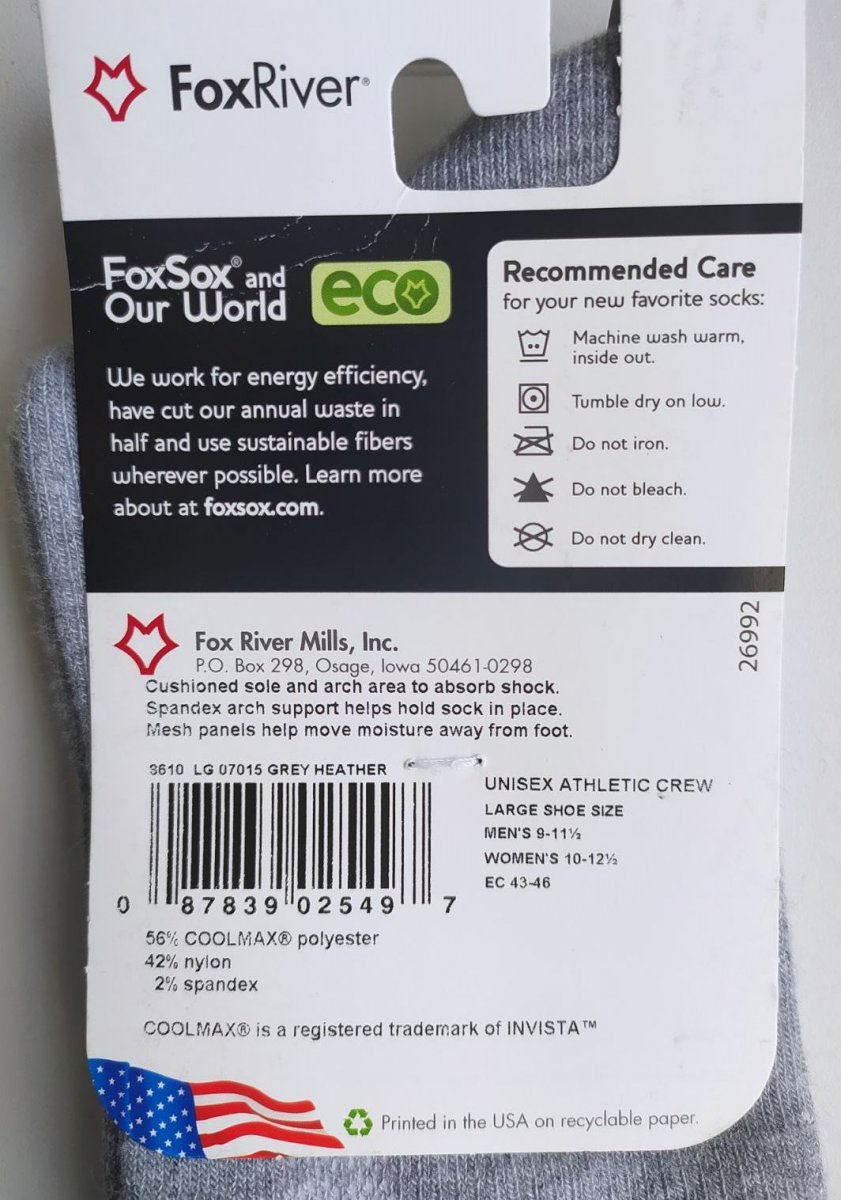 FoxRiver®
FoxSox® and
Our World
eco
We work for energy efficiency,
have cut our annual waste in
half and use sustainable fibers
wherever possible. Learn more
about at foxsox.com.
Recommended Care
for your new favorite socks:
Machine wash warm,
inside out.
Tumble dry on low.
Do not iron.
Do not bleach.
Do not dry clean.
26992
Fox River Mills, Inc.
P.O. Box 298, Osage, Iowa 50461-0298
Cushioned sole and arch area to absorb shock.
Spandex arch support helps hold sock in place.
Mesh panels help move moisture away from foot.
3610 LG 07015 GREY HEATHER
0 87839 02549 7
UNISEX ATHLETIC CREW
LARGE SHOE SIZE
MEN'S 9-11½
WOMEN'S 10-12½
EC 43-46
56% COOLMAX® polyester
42% nylon
2% spandex
COOLMAX® is a registered trademark of INVISTA™
Printed in the USA on recyclable paper.